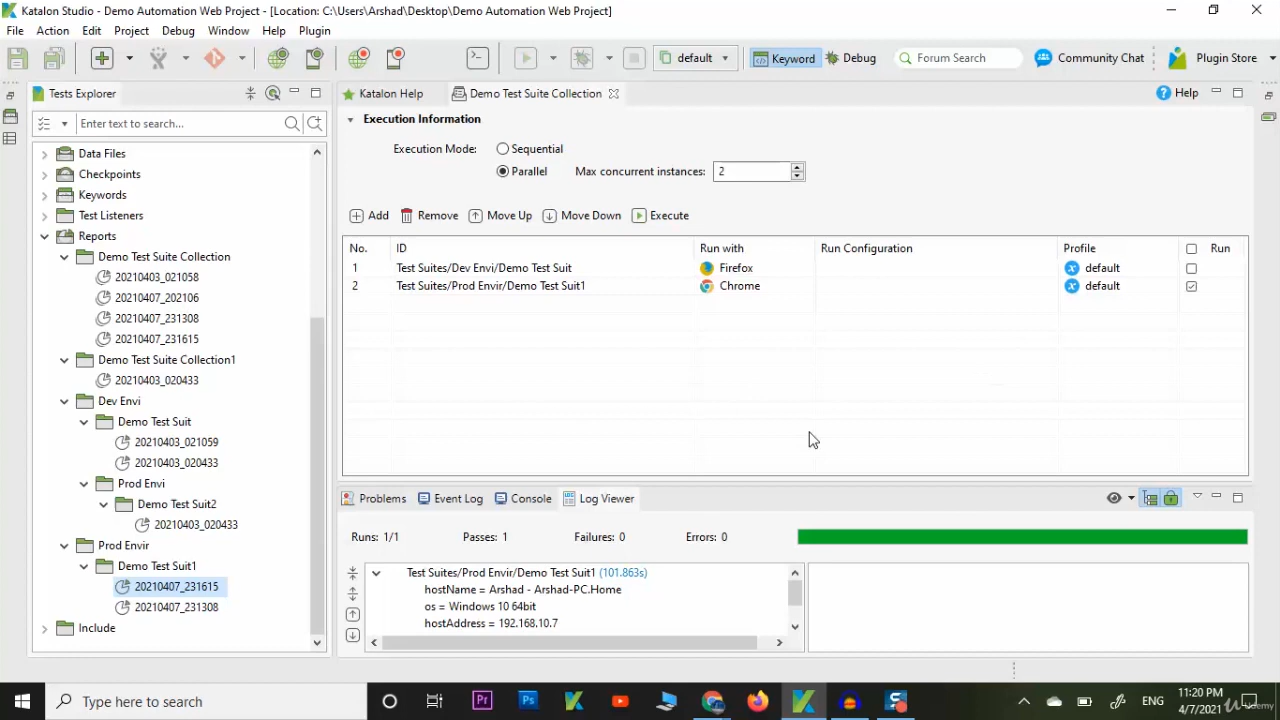 Katalon Studio - Demo Automation Web Project - [Location: C:\Users\Arshad\Desktop\Demo Automation Web Project]
File Action Edit Project Debug Window Help Plugin
default Keyword Debug Forum Search Community Chat Plugin Store
Tests Explorer
Katalon Help Demo Test Suite Collection Help
Enter text to search...
Data Files
Checkpoints
Keywords
Test Listeners
Reports
Demo Test Suite Collection
20210403_021058
20210407_202106
20210407_231308
20210407_231615
Demo Test Suite Collection1
20210403_020433
Dev Envi
Demo Test Suit
20210403_021059
20210403_020433
Prod Envi
Demo Test Suit2
20210403_020433
Prod Envir
Demo Test Suit1
20210407_231615
20210407_231308
Include
Execution Information
Execution Mode: Sequential
Parallel Max concurrent instances: 2
Add Remove Move Up Move Down Execute
No. ID Run with Run Configuration Profile Run
1 Test Suites/Dev Envi/Demo Test Suit Firefox default
2 Test Suites/Prod Envir/Demo Test Suit1 Chrome default
Problems Event Log Console Log Viewer
Runs: 1/1 Passes: 1 Failures: 0 Errors: 0
Test Suites/Prod Envir/Demo Test Suit1 (101.863s)
hostName = Arshad - Arshad-PC.Home
os = Windows 10 64bit
hostAddress = 192.168.10.7
Type here to search
Pr Ps
ENG
11:20 PM
4/7/2021
Udemy